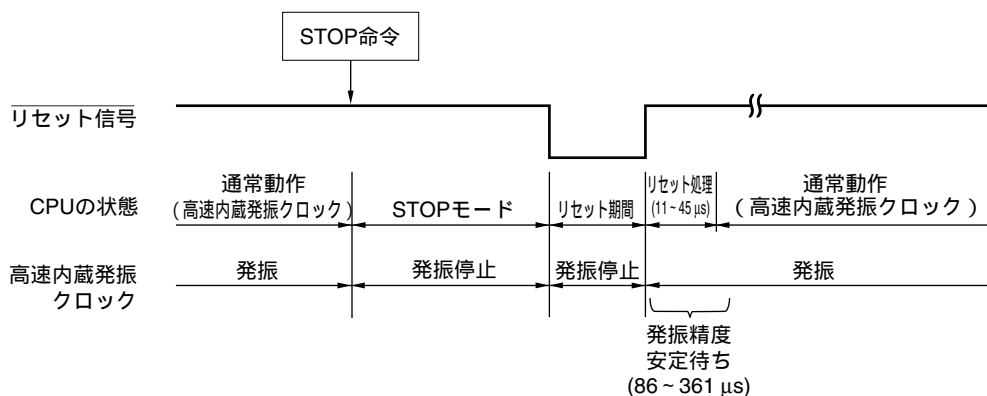 STOP命令
リセット信号
CPUの状態
通常動作
(高速内蔵発振クロック)
STOPモード
リセット期間
リセット処理
(11~45 μs)
通常動作
(高速内蔵発振クロック)
高速内蔵発振
クロック
発振
発振停止
発振停止
発振
発振精度
安定待ち
(86~361 μs)